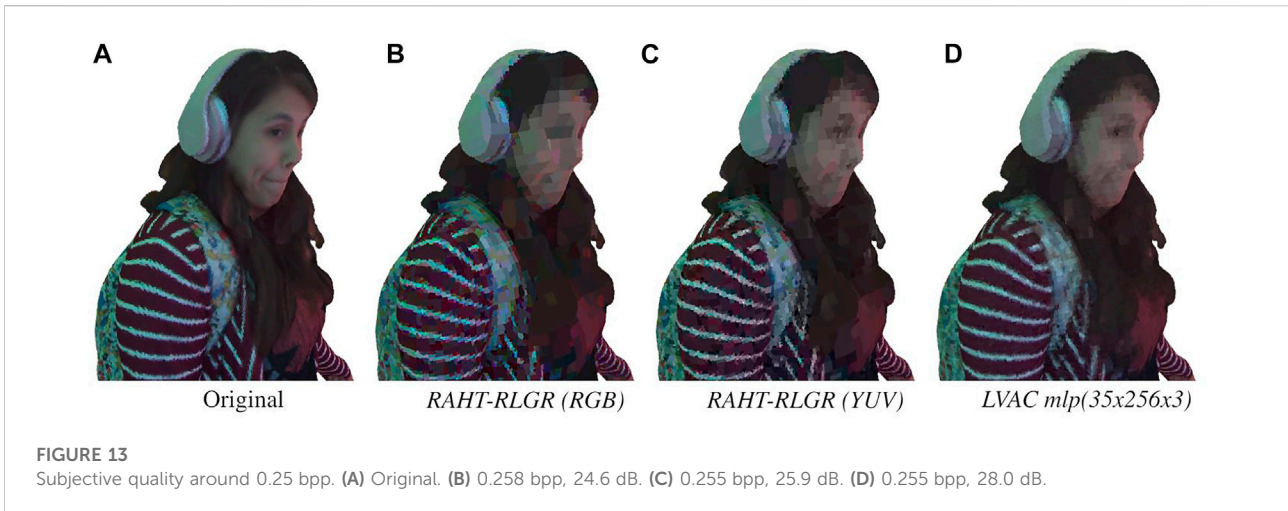 A B C D
Original RAHT-RLGR (RGB) RAHT-RLGR (YUV) LVAC mlp(35x256x3)
FIGURE 13
Subjective quality around 0.25 bpp. (A) Original. (B) 0.258 bpp, 24.6 dB. (C) 0.255 bpp, 25.9 dB. (D) 0.255 bpp, 28.0 dB.